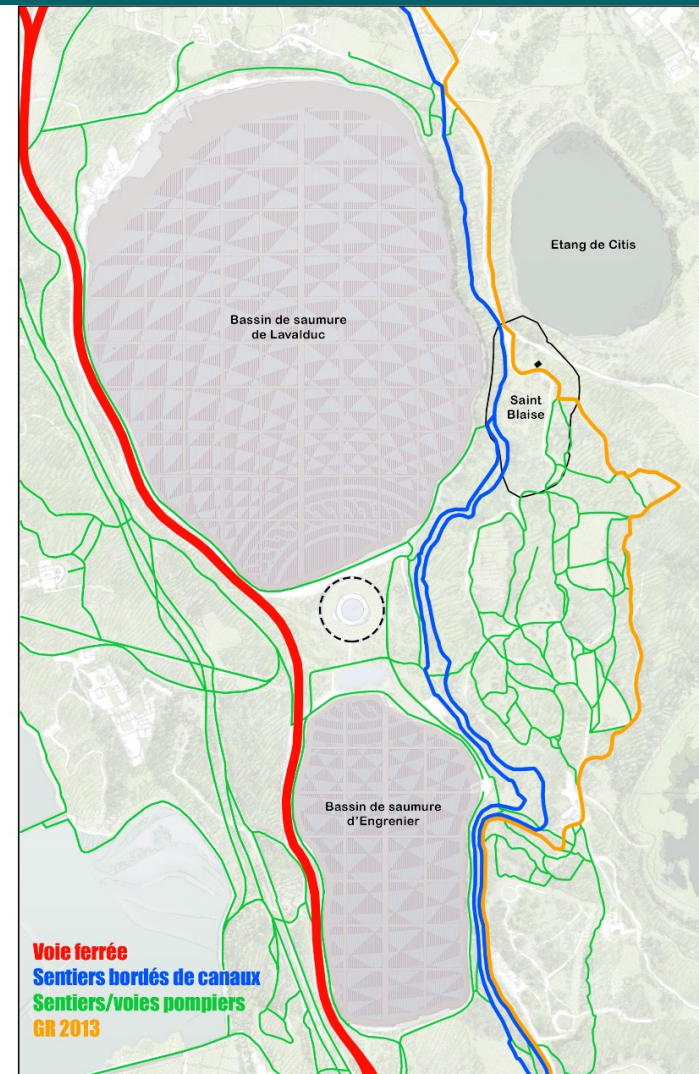 Etang de Citis
Bassin de saumure
de Lavalduc
Saint
Blaise
Bassin de saumure
d'Engrenier
Voie ferrée
Sentiers bordés de canaux
Sentiers/voies pompiers
GR 2013